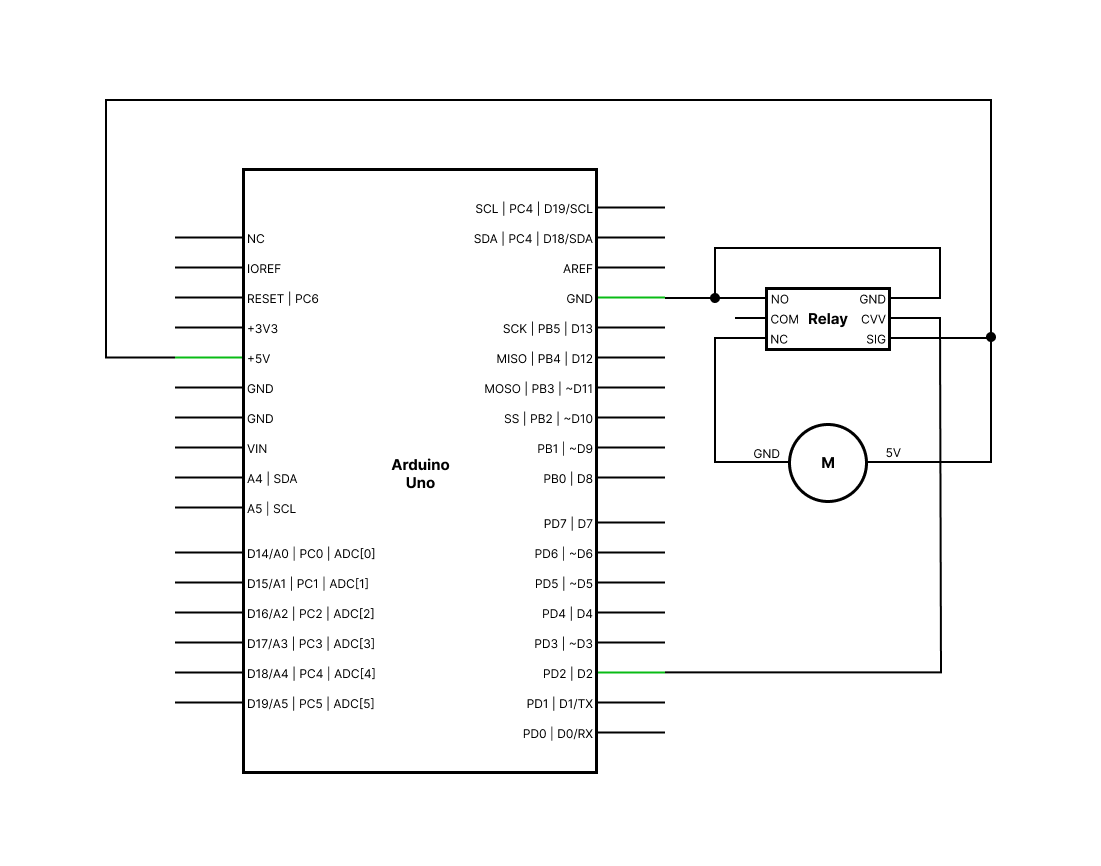 NC
IOREF
RESET | PC6
+3V3
+5V
GND
GND
VIN
A4 | SDA
A5 | SCL
D14/A0 | PC0 | ADC[0]
D15/A1 | PC1 | ADC[1]
D16/A2 | PC2 | ADC[2]
D17/A3 | PC3 | ADC[3]
D18/A4 | PC4 | ADC[4]
D19/A5 | PC5 | ADC[5]
Arduino
Uno
SCL | PC4 | D19/SCL
SDA | PC4 | D18/SDA
AREF
GND
SCK | PB5 | D13
MISO | PB4 | D12
MOSO | PB3 | ~D11
SS | PB2 | ~D10
PB1 | ~D9
PB0 | D8
PD7 | D7
PD6 | ~D6
PD5 | ~D5
PD4 | D4
PD3 | ~D3
PD2 | D2
PD1 | D1/TX
PD0 | D0/RX
NO
COM
NC
Relay
GND
CVV
SIG
GND
M
5V